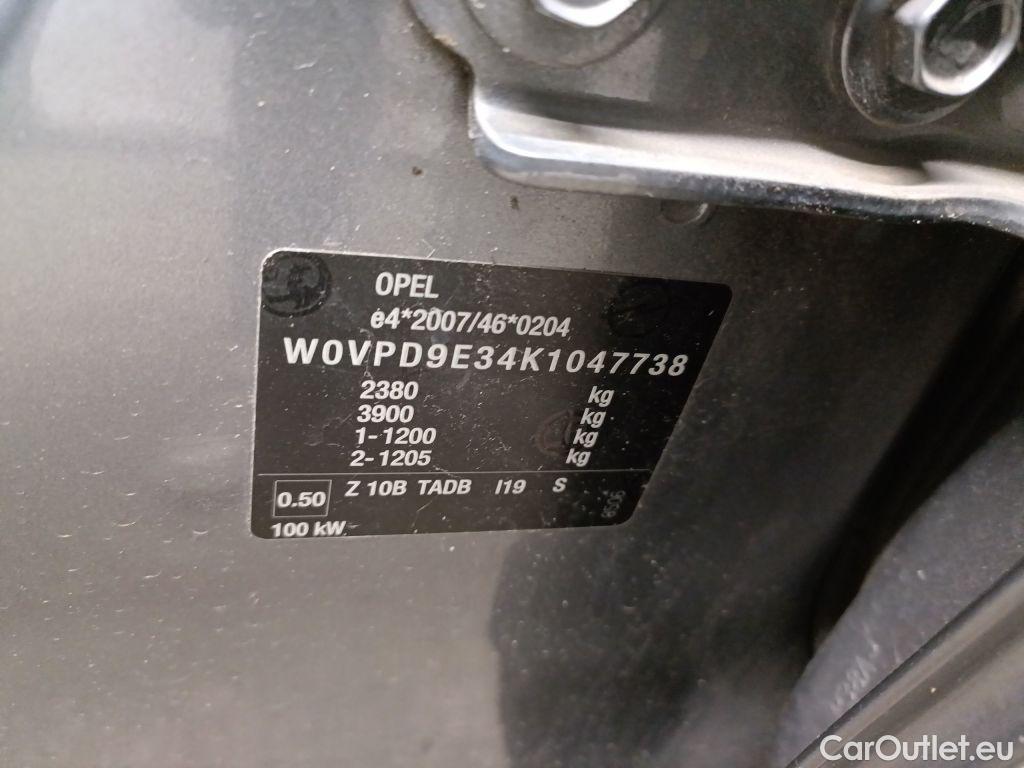 OPEL
e4*2007/46*0204
W0VPD9E34K1047738
2380 kg
3900 kg
1-1200 kg
2-1205 kg
0.50 Z 10B TADB I19 S
100 kW
CarOutlet.eu